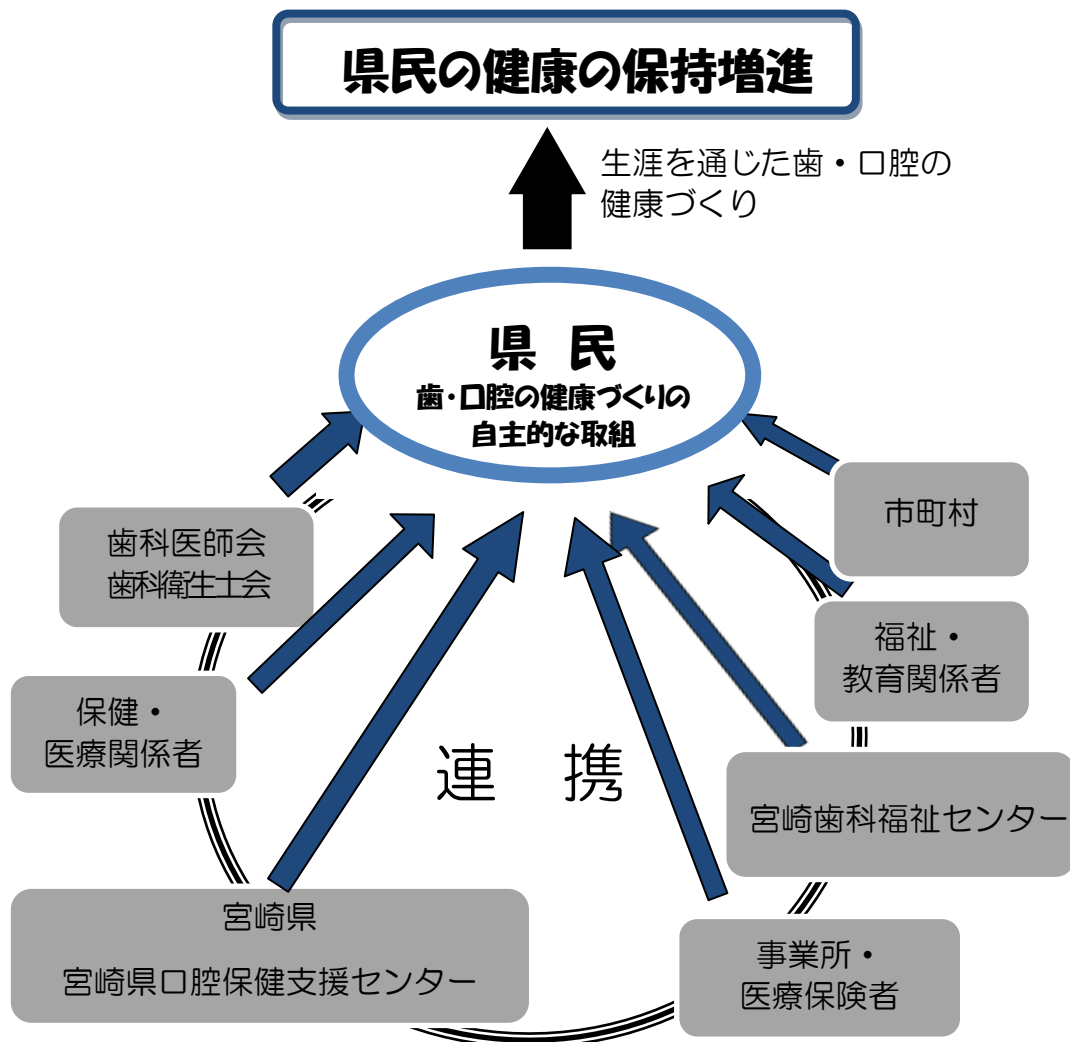 県民の健康の保持増進
生涯を通じた歯・口腔の
健康づくり
県 民
歯・口腔の健康づくりの
自主的な取組
市町村
歯科医師会
歯科衛生士会
福祉・
教育関係者
保健・
医療関係者
連 携
宮崎歯科福祉センター
宮崎県
宮崎県口腔保健支援センター
事業所・
医療保険者